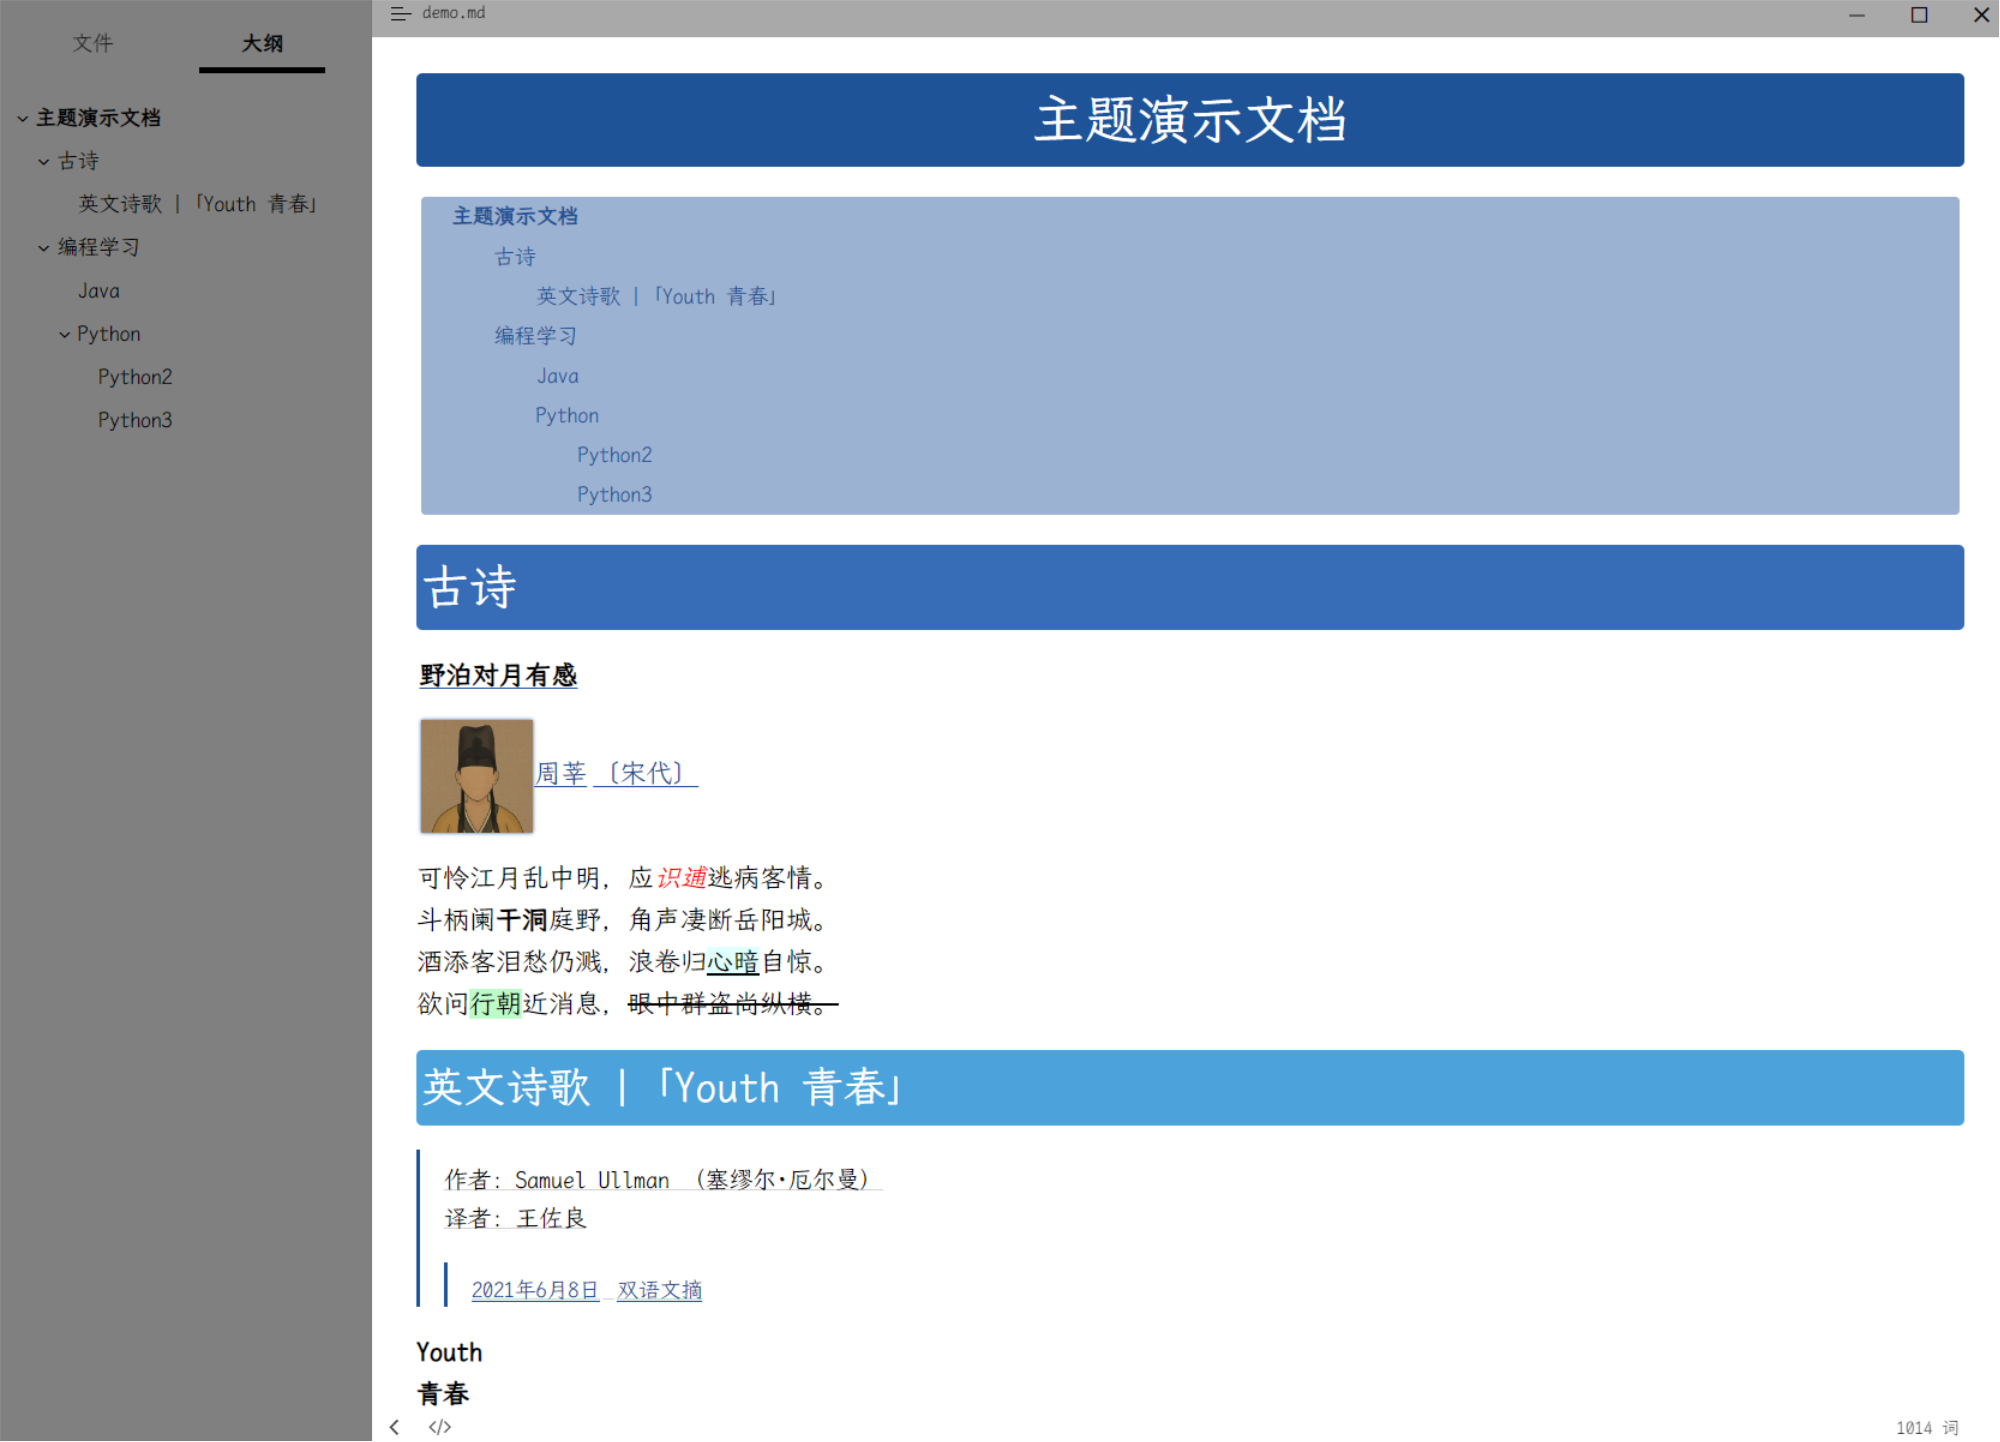 文件 大纲
主题演示文档
古诗
英文诗歌 |「Youth 青春」
编程学习
Java
Python
Python2
Python3
demo.md
主题演示文档
主题演示文档
古诗
英文诗歌 |「Youth 青春」
编程学习
Java
Python
Python2
Python3
古诗
野泊对月有感
周莘 〔宋代〕
可怜江月乱中明，应识逋逃病客情。
斗柄阑干洞庭野，角声凄断岳阳城。
酒添客泪愁仍溅，浪卷归心暗自惊。
欲问行朝近消息，眼中群盗尚纵横。
英文诗歌 |「Youth 青春」
作者: Samuel Ullman （塞缪尔·厄尔曼）
译者: 王佐良
2021年6月8日 双语文摘
Youth
青春
</>
1014 词